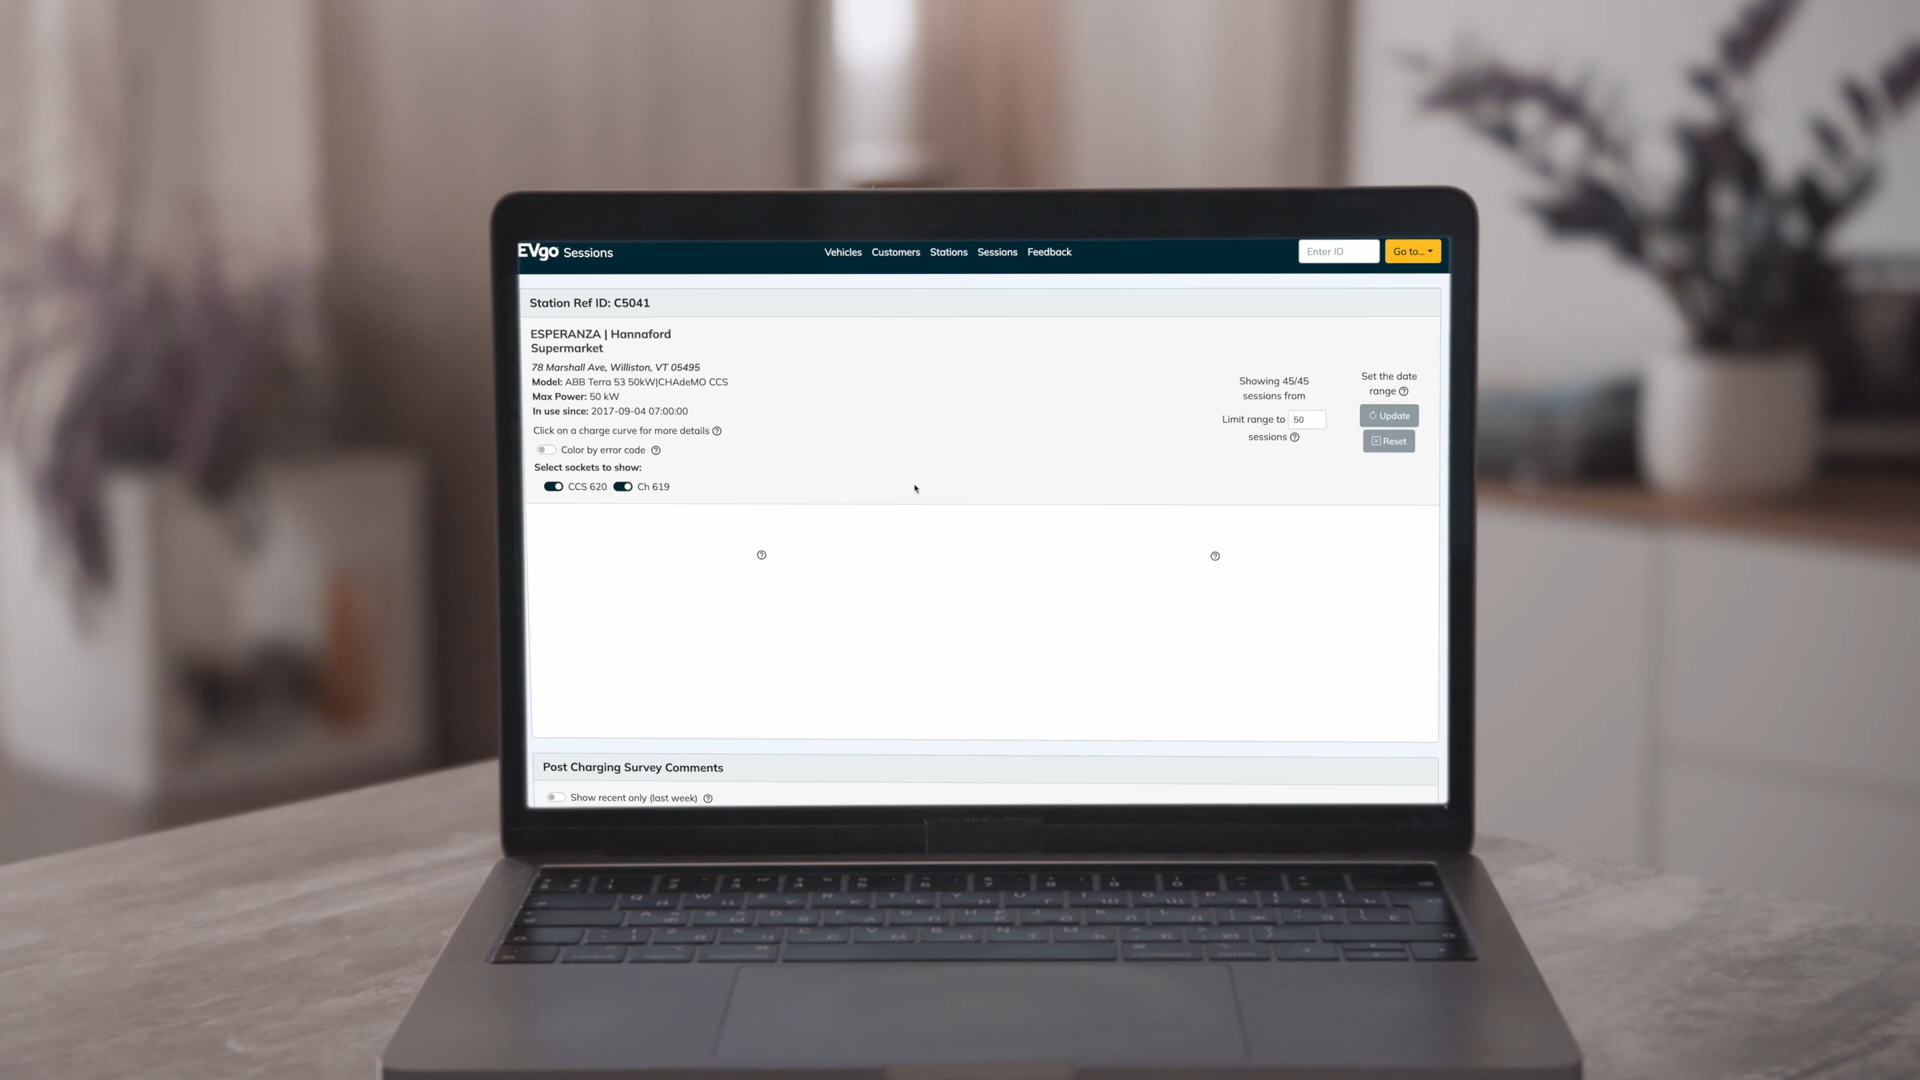 EVgo Sessions
Vehicles Customers Stations Sessions Feedback
Enter ID
Go to...
Station Ref ID: C5041
ESPERANZA | Hannaford
Supermarket
78 Marshall Ave, Williston, VT 05495
Model: ABB Terra 53 50kW|CHAdeMO CCS
Max Power: 50 kW
In use since: 2017-09-04 07:00:00
Click on a charge curve for more details
Color by error code
Select sockets to show:
CCS 620 Ch 619
Showing 45/45
sessions from
Limit range to 50
sessions
Set the date
range
Update
Reset
Post Charging Survey Comments
Show recent only (last week)